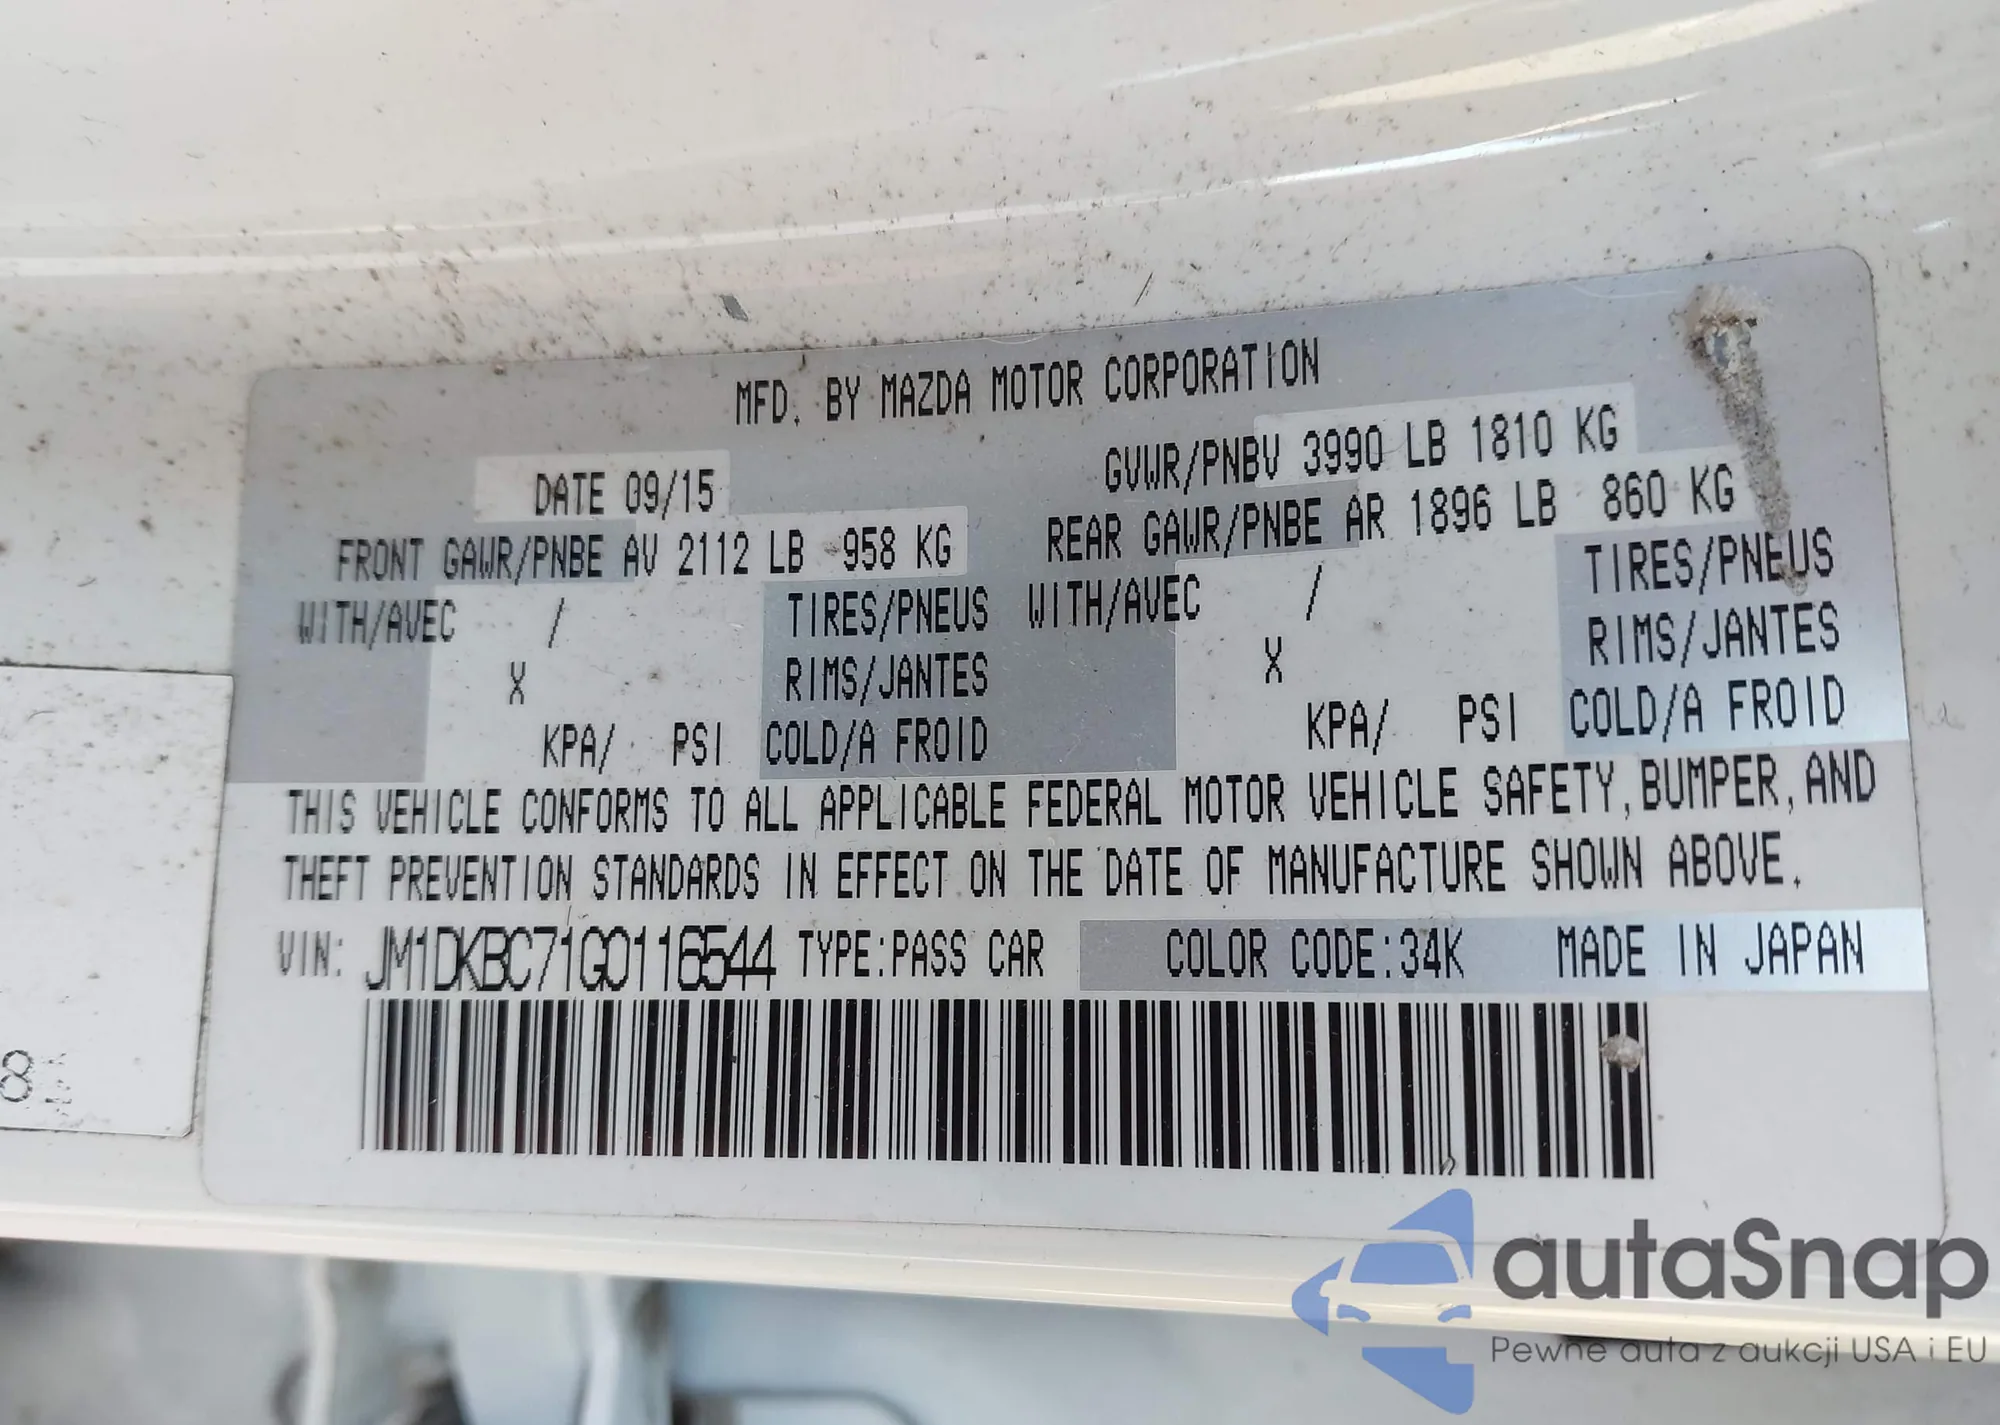 MFD. BY MAZDA MOTOR CORPORATION
DATE 09/15
GVWR/PNBV 3990 LB 1810 KG
FRONT GAWR/PNBE AV 2112 LB 958 KG
REAR GAWR/PNBE AR 1896 LB 860 KG
WITH/AVEC / TIRES/PNEUS
X RIMS/JANTES
KPA/ PSI COLD/A FROID
WITH/AVEC / TIRES/PNEUS
X RIMS/JANTES
KPA/ PSI COLD/A FROID
THIS VEHICLE CONFORMS TO ALL APPLICABLE FEDERAL MOTOR VEHICLE SAFETY, BUMPER, AND
THEFT PREVENTION STANDARDS IN EFFECT ON THE DATE OF MANUFACTURE SHOWN ABOVE.
VIN: JM1DKBC71G0116544 TYPE:PASS CAR COLOR CODE:34K MADE IN JAPAN
8
autaSnap
Pewne auta z aukcji USA i EU